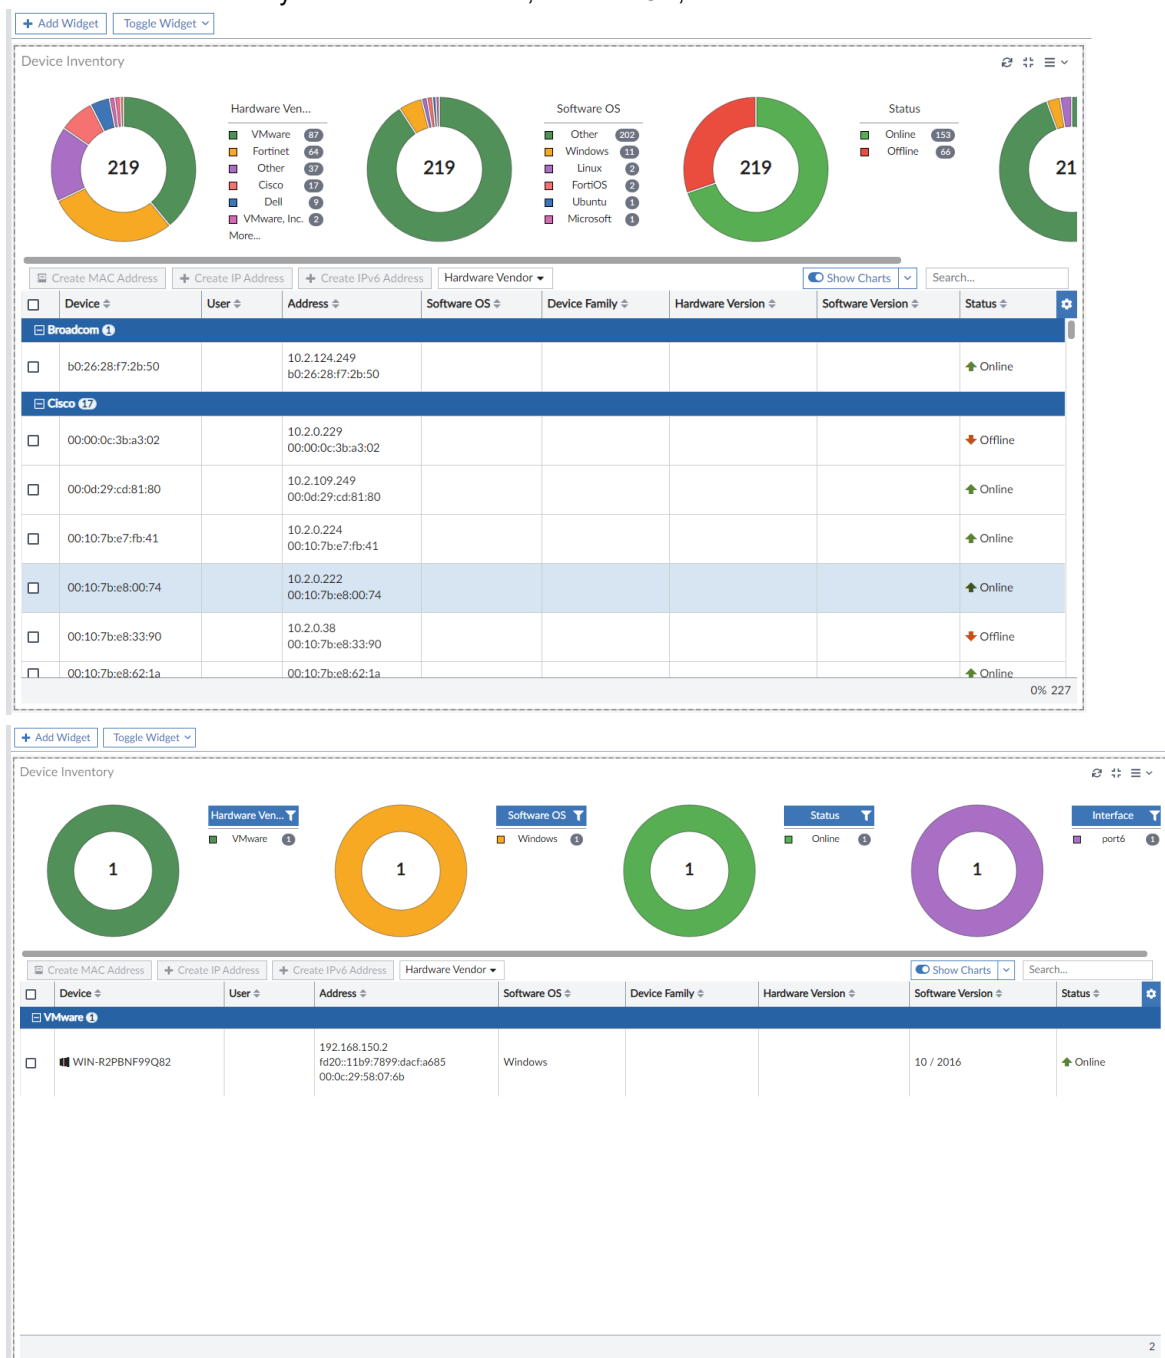 + Add Widget Toggle Widget
Device Inventory
219
Hardware Ven...
VMware 87
Fortinet 64
Other 37
Cisco 17
Dell 9
VMware, Inc. 2
More...
219
Software OS
Other 202
Windows 11
Linux 2
FortiOS 2
Ubuntu 1
Microsoft 1
219
Status
Online 153
Offline 66
21
Create MAC Address + Create IP Address + Create IPv6 Address Hardware Vendor Show Charts Search...
Device User Address Software OS Device Family Hardware Version Software Version Status
Broadcom 1
b0:26:28:f7:2b:50 10.2.124.249 Online
b0:26:28:f7:2b:50
Cisco 17
00:00:0c:3b:a3:02 10.2.0.229 Offline
00:00:0c:3b:a3:02
00:0d:29:cd:81:80 10.2.109.249 Online
00:0d:29:cd:81:80
00:10:7b:e7:fb:41 10.2.0.224 Online
00:10:7b:e7:fb:41
00:10:7b:e8:00:74 10.2.0.222 Online
00:10:7b:e8:00:74
00:10:7b:e8:33:90 10.2.0.38 Offline
00:10:7b:e8:33:90
00:10:7b:e8:62:1a 00:10:7b:e8:62:1a Online
0% 227
+ Add Widget Toggle Widget
Device Inventory
1
Hardware Ven...
VMware 1
1
Software OS
Windows 1
1
Status
Online 1
1
Interface
port6 1
Create MAC Address + Create IP Address + Create IPv6 Address Hardware Vendor Show Charts Search...
Device User Address Software OS Device Family Hardware Version Software Version Status
VMware 1
192.168.150.2
WIN-R2PBNF99Q82 fd20::11b9:7899:dacf:a685 Windows 10 / 2016 Online
00:0c:29:58:07:6b
2